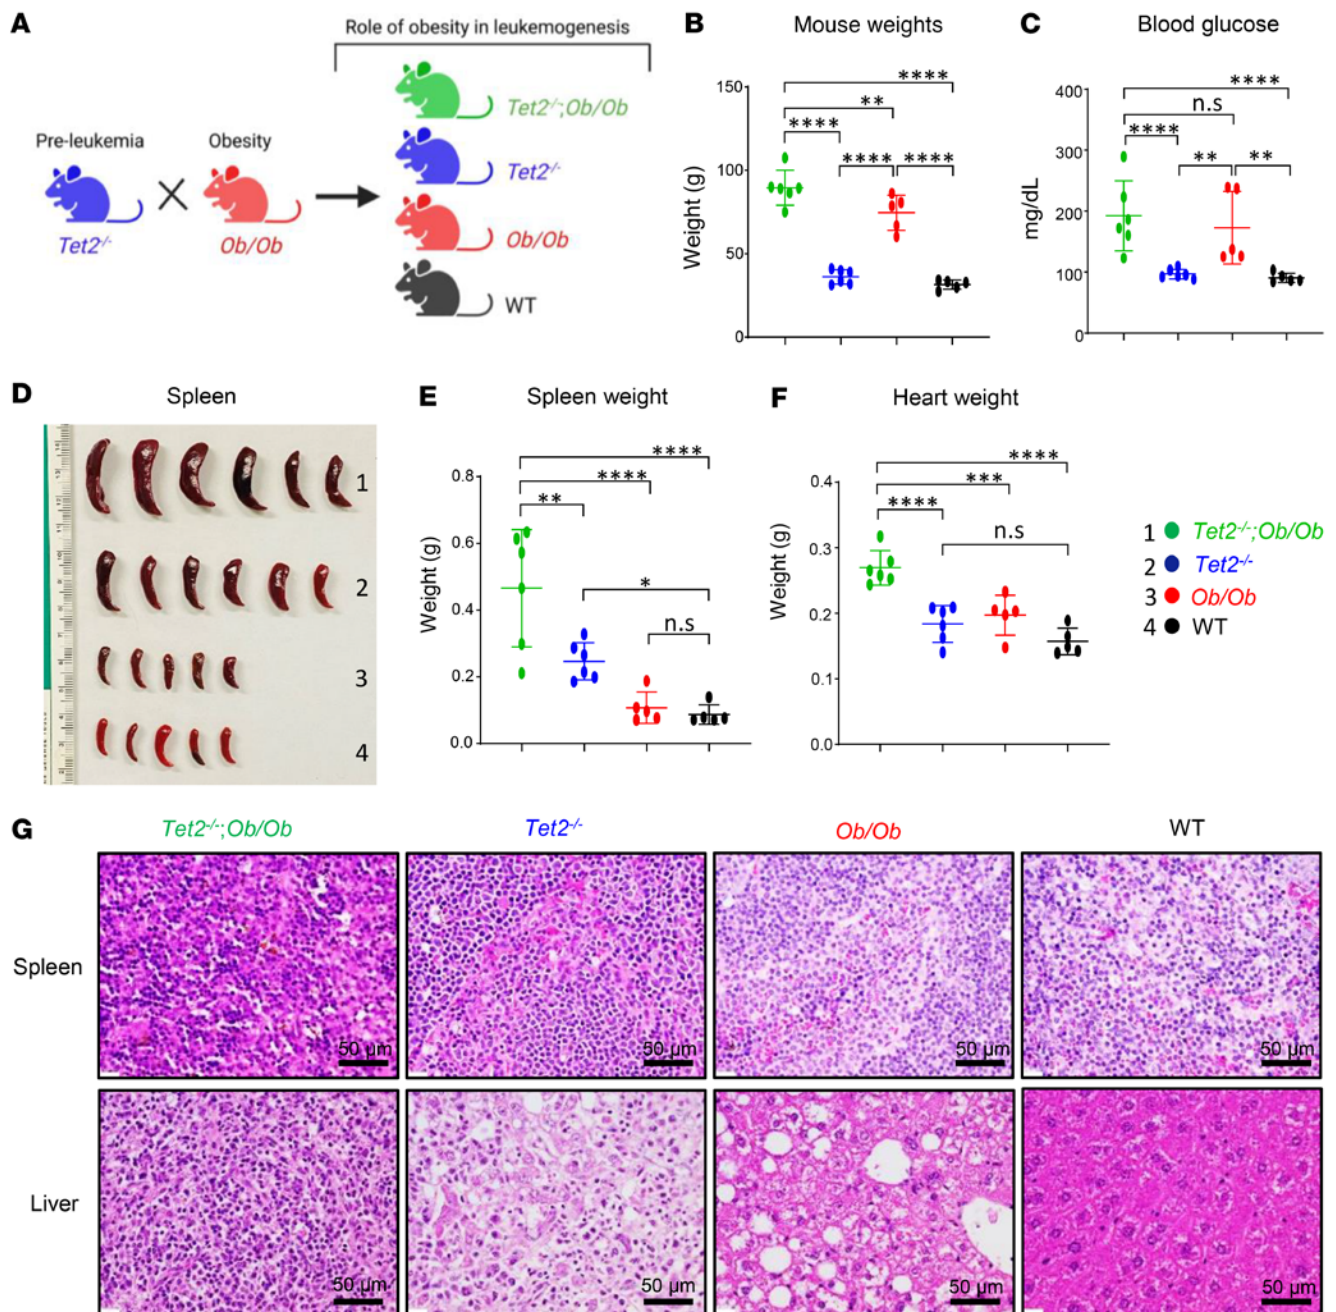 A
Role of obesity in leukemogenesis
Pre-leukemia
Obesity
Tet2-/-
Ob/Ob
Tet2-/-;Ob/Ob
Tet2-/-
Ob/Ob
WT
B
Mouse weights
Weight (g)
150
100
50
0
****
**
****
**** ****
C
Blood glucose
mg/dL
400
300
200
100
0
****
n.s
****
** **
D
Spleen
1
2
3
4
E
Spleen weight
Weight (g)
0.8
0.6
0.4
0.2
0.0
****
****
**
*
n.s
F
Heart weight
Weight (g)
0.4
0.3
0.2
0.1
0.0
****
***
****
n.s
1 Tet2-/-;Ob/Ob
2 Tet2-/-
3 Ob/Ob
4 WT
G
Tet2-/-;Ob/Ob Tet2-/- Ob/Ob WT
Spleen
50 µm 50 µm 50 µm 50 µm
Liver
50 µm 50 µm 50 µm 50 µm